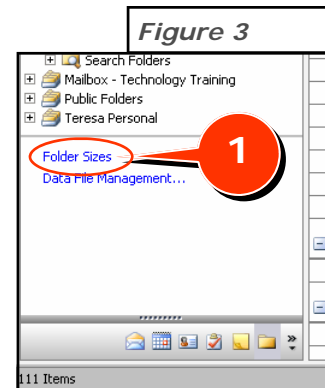 Figure 3
Search Folders
Mailbox - Technology Training
Public Folders
Teresa Personal
Folder Sizes
1
Data File Management...
111 Items